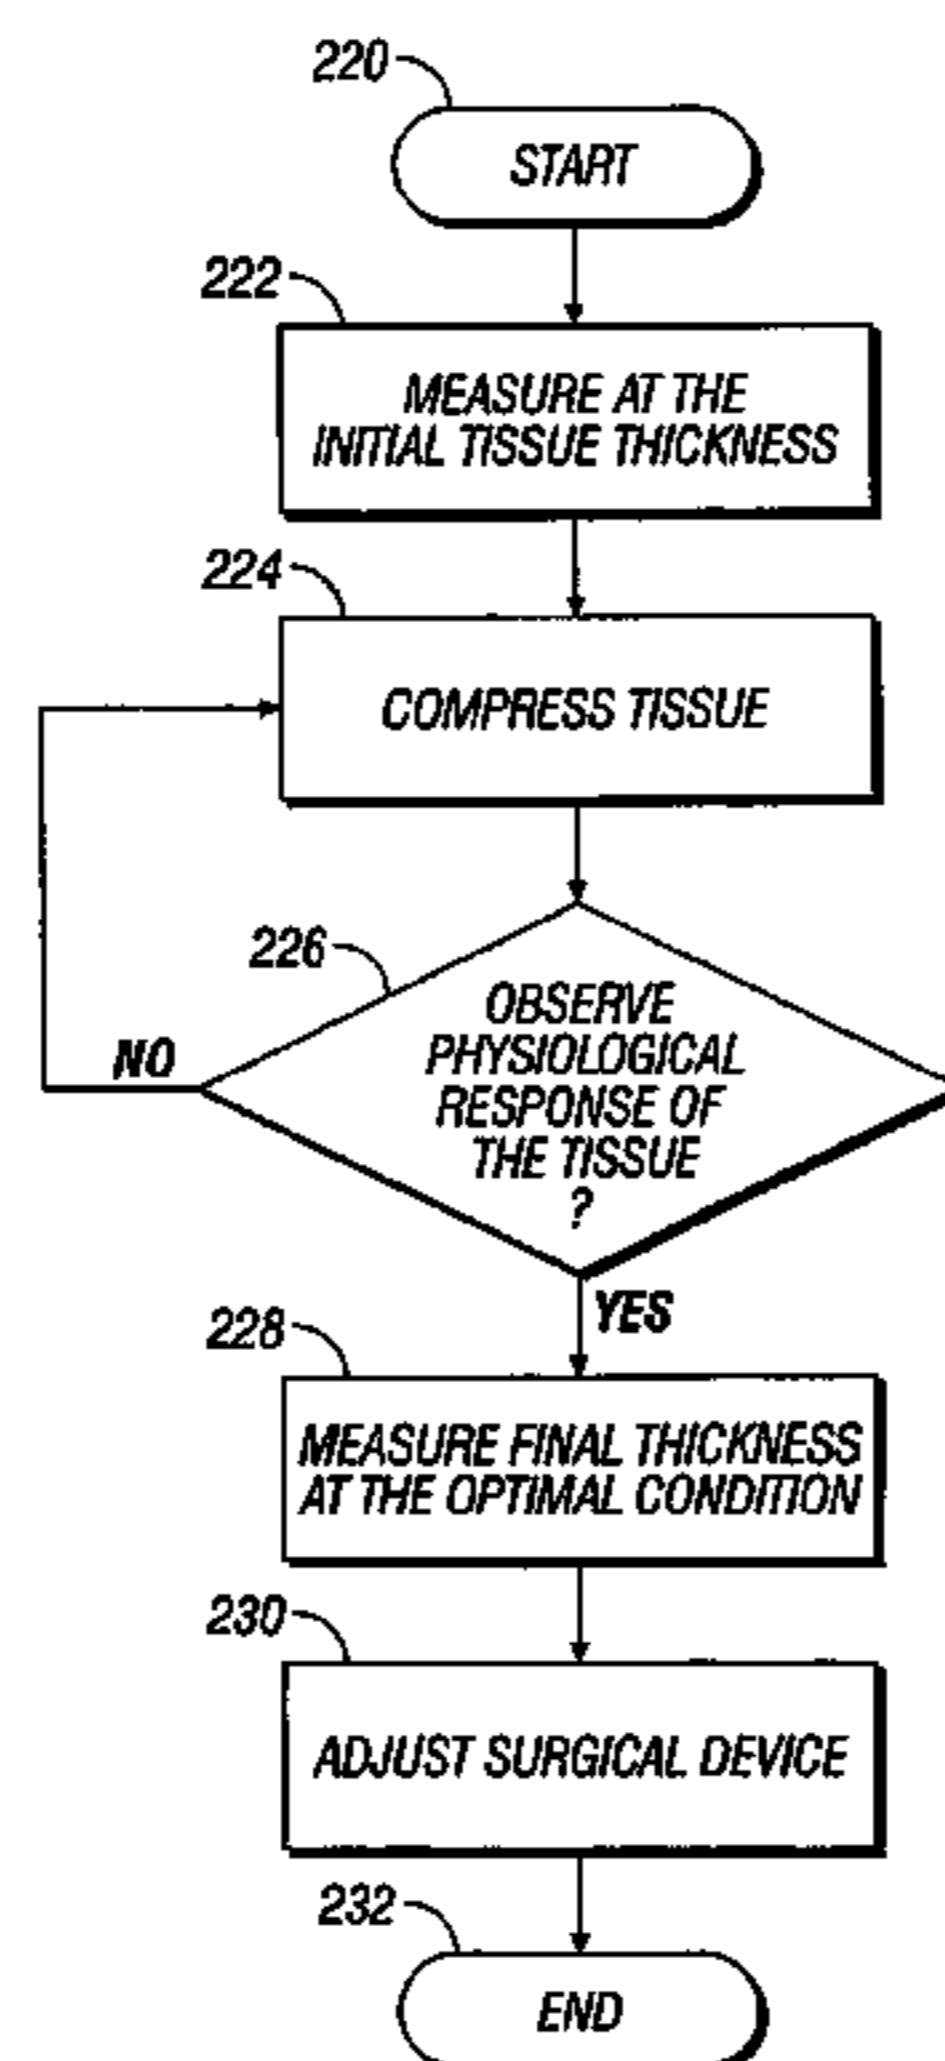 220
START
222
MEASURE AT THE
INITIAL TISSUE THICKNESS
224
COMPRESS TISSUE
226
OBSERVE
PHYSIOLOGICAL
RESPONSE OF
THE TISSUE
?
NO
YES
228
MEASURE FINAL THICKNESS
AT THE OPTIMAL CONDITION
230
ADJUST SURGICAL DEVICE
232
END